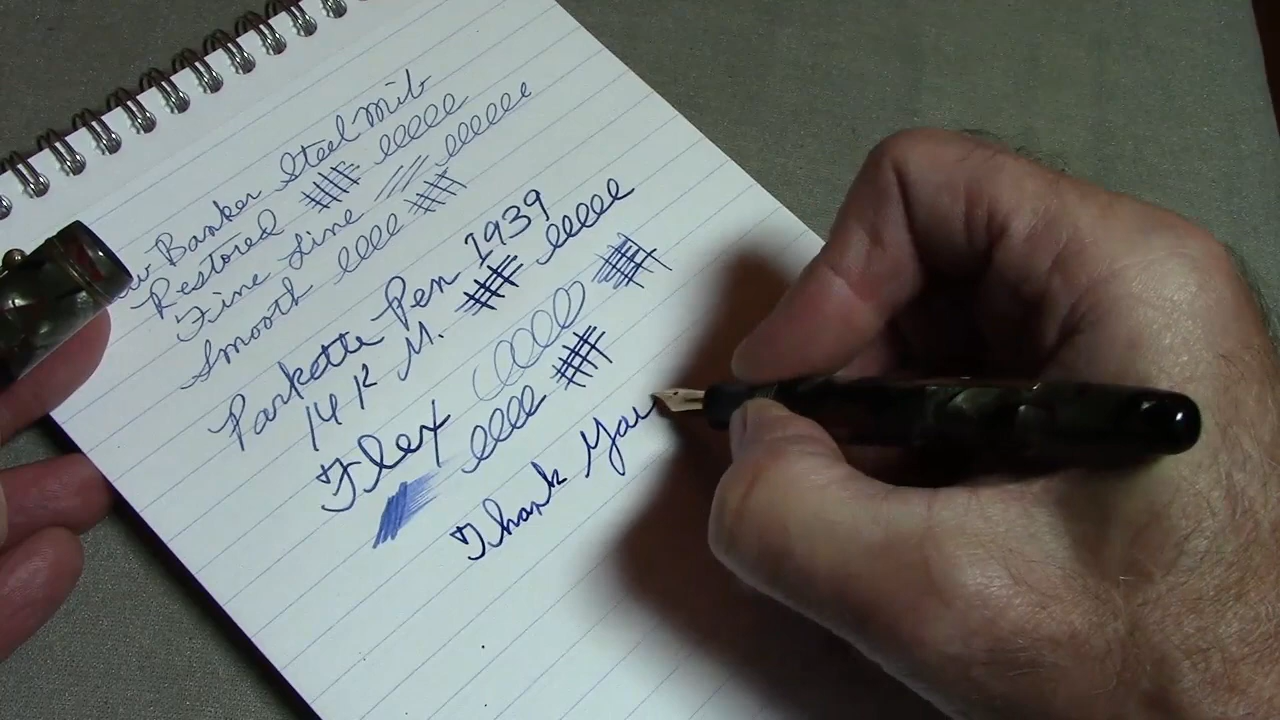 Banker Steel Nib
Restored
Fine Line
Smooth
Parkette Pen 1939
14 K M.
Flex
Thank You